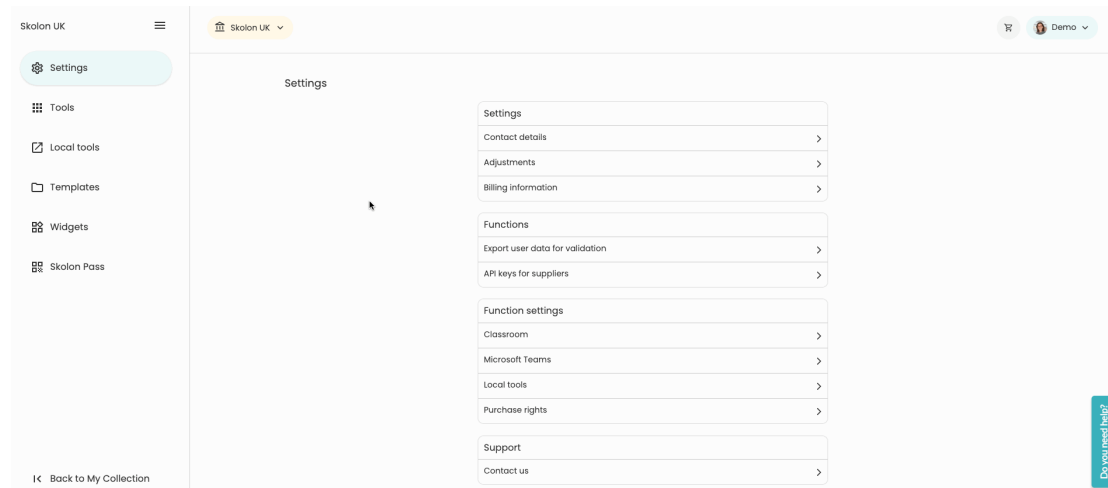 Skolon UK
Settings
Tools
Local tools
Templates
Widgets
Skolon Pass
Back to My Collection
Skolon UK
Demo
Settings
Settings
Contact details
Adjustments
Billing information
Functions
Export user data for validation
API keys for suppliers
Function settings
Classroom
Microsoft Teams
Local tools
Purchase rights
Support
Contact us
Do you need help?